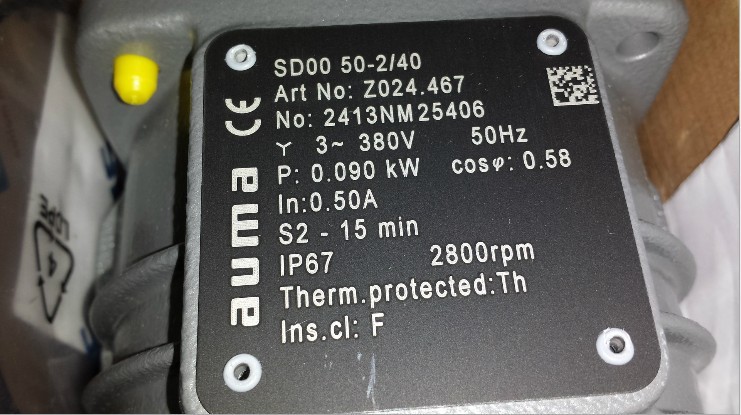 SD00 50-2/40
Art No: Z024.467
No: 2413NM25406
Y 3~ 380V 50Hz
P: 0.090 kW cosφ: 0.58
In:0.50A
S2 - 15 min
IP67 2800rpm
Therm.protected:Th
Ins.cl: F
CE
auma
4
LDPE